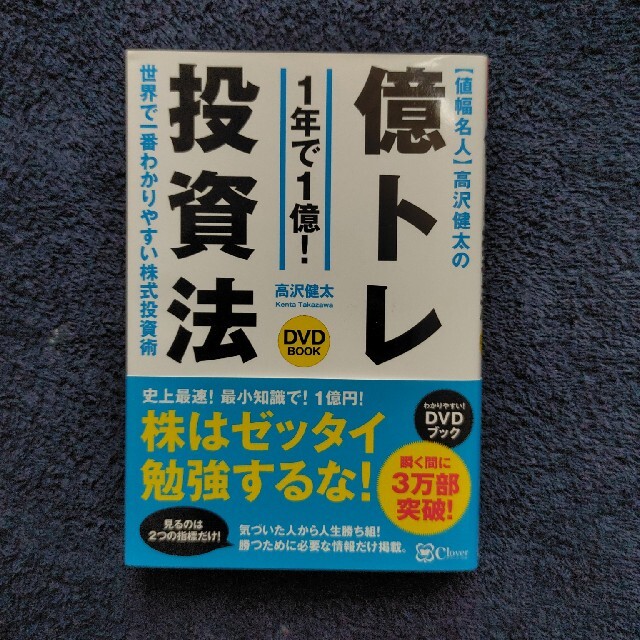 【値幅名人】高沢健太の
億トレ
1年で1億!
投資法
世界で一番わかりやすい株式投資術
高沢健太
Kenta Takazawa
DVD
BOOK
史上最速!最小知識で!1億円!
株はゼッタイ
勉強するな!
わかりやすい!
DVD
ブック
瞬く間に
3万部
突破!
見るのは
2つの指標だけ!
気づいた人から人生勝ち組!
勝つために必要な情報だけ掲載。
Clover